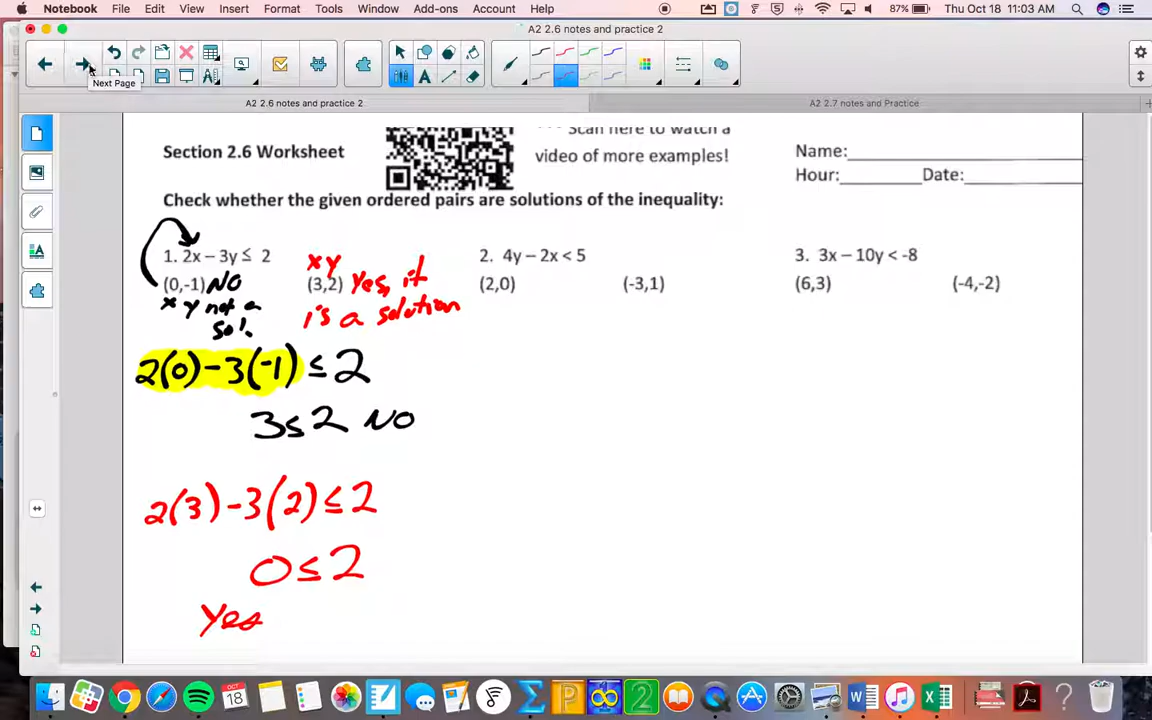 Notebook File Edit View Insert Format Tools Window Add-ons Account Help 87% Thu Oct 18 11:03 AM
A2 2.6 notes and practice 2
Next Page
A2 2.6 notes and practice 2 A2 2.7 notes and Practice
Section 2.6 Worksheet
Scan here to watch a
video of more examples!
Name:
Hour: Date:
Check whether the given ordered pairs are solutions of the inequality:
1. 2x – 3y ≤ 2
(0,-1) NO
x y not a
sol.
x y
(3,2) Yes, it
is a solution
2. 4y – 2x < 5
(2,0) (-3,1)
3. 3x – 10y < -8
(6,3) (-4,-2)
2(0)-3(-1) ≤ 2
3 ≤ 2 NO
2(3)-3(2) ≤ 2
0 ≤ 2
Yes
OCT
18